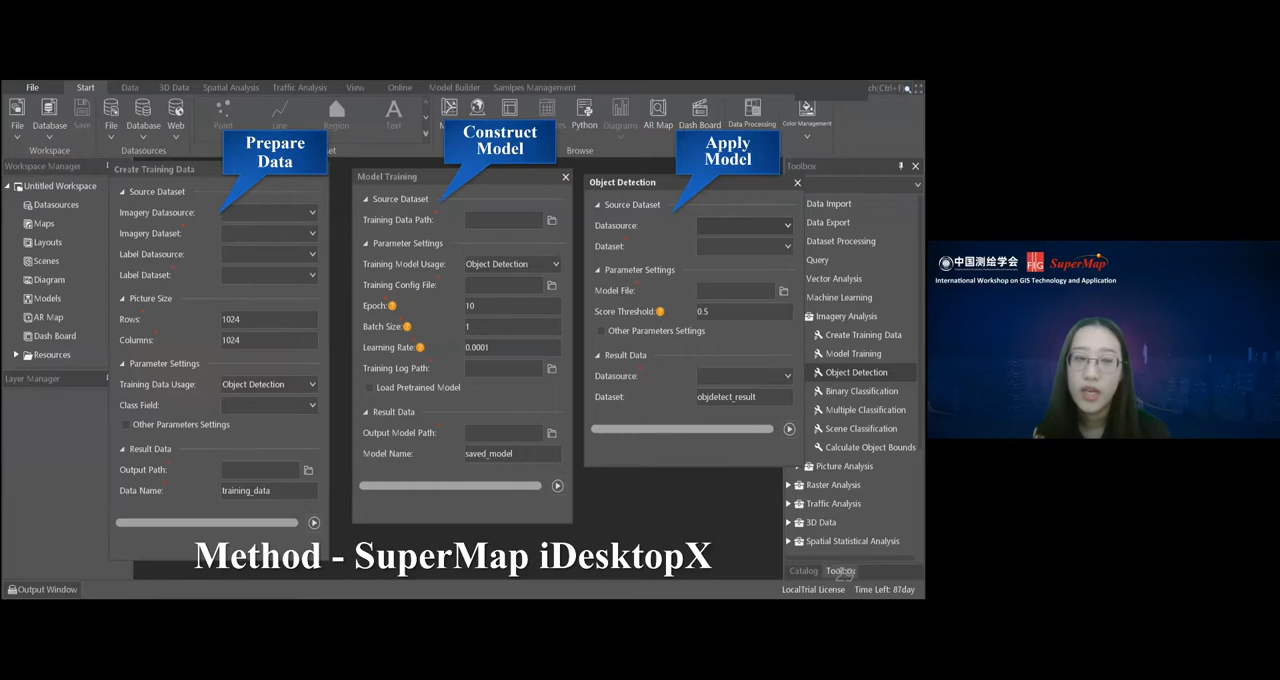 File Start Data 3D Data Spatial Analysis Traffic Analysis View Online Model Builder Samlpes Management
File Database Save File Database Web Point Line Region Text Python Diagrams AR Map Dash Board Data Processing Color Management
Workspace Datasources Browse
Prepare
Data
Construct
Model
Apply
Model
Workspace Manager
Untitled Workspace
Datasources
Maps
Layouts
Scenes
Diagram
Models
AR Map
Dash Board
Resources
Layer Manager
Create Training Data
Source Dataset
Imagery Datasource:
Imagery Dataset:
Label Datasource:
Label Dataset:
Picture Size
Rows: 1024
Columns: 1024
Parameter Settings
Training Data Usage: Object Detection
Class Field:
Other Parameters Settings
Result Data
Output Path:
Data Name: training_data
Model Training
Source Dataset
Training Data Path:
Parameter Settings
Training Model Usage: Object Detection
Training Config File:
Epoch: 10
Batch Size: 1
Learning Rate: 0.0001
Training Log Path:
Load Pretrained Model
Result Data
Output Model Path:
Model Name: saved_model
Object Detection
Source Dataset
Datasource:
Dataset:
Parameter Settings
Model File:
Score Threshold: 0.5
Other Parameters Settings
Result Data
Datasource:
Dataset: objdetect_result
Toolbox
Data Import
Data Export
Dataset Processing
Query
Vector Analysis
Machine Learning
Imagery Analysis
Create Training Data
Model Training
Object Detection
Binary Classification
Multiple Classification
Scene Classification
Calculate Object Bounds
Picture Analysis
Raster Analysis
Traffic Analysis
3D Data
Spatial Statistical Analysis
Catalog Toolbox
Method - SuperMap iDesktopX
Output Window
LocalTrial License Time Left: 87day
中国测绘学会 FIG SuperMap
International Workshop on GIS Technology and Application